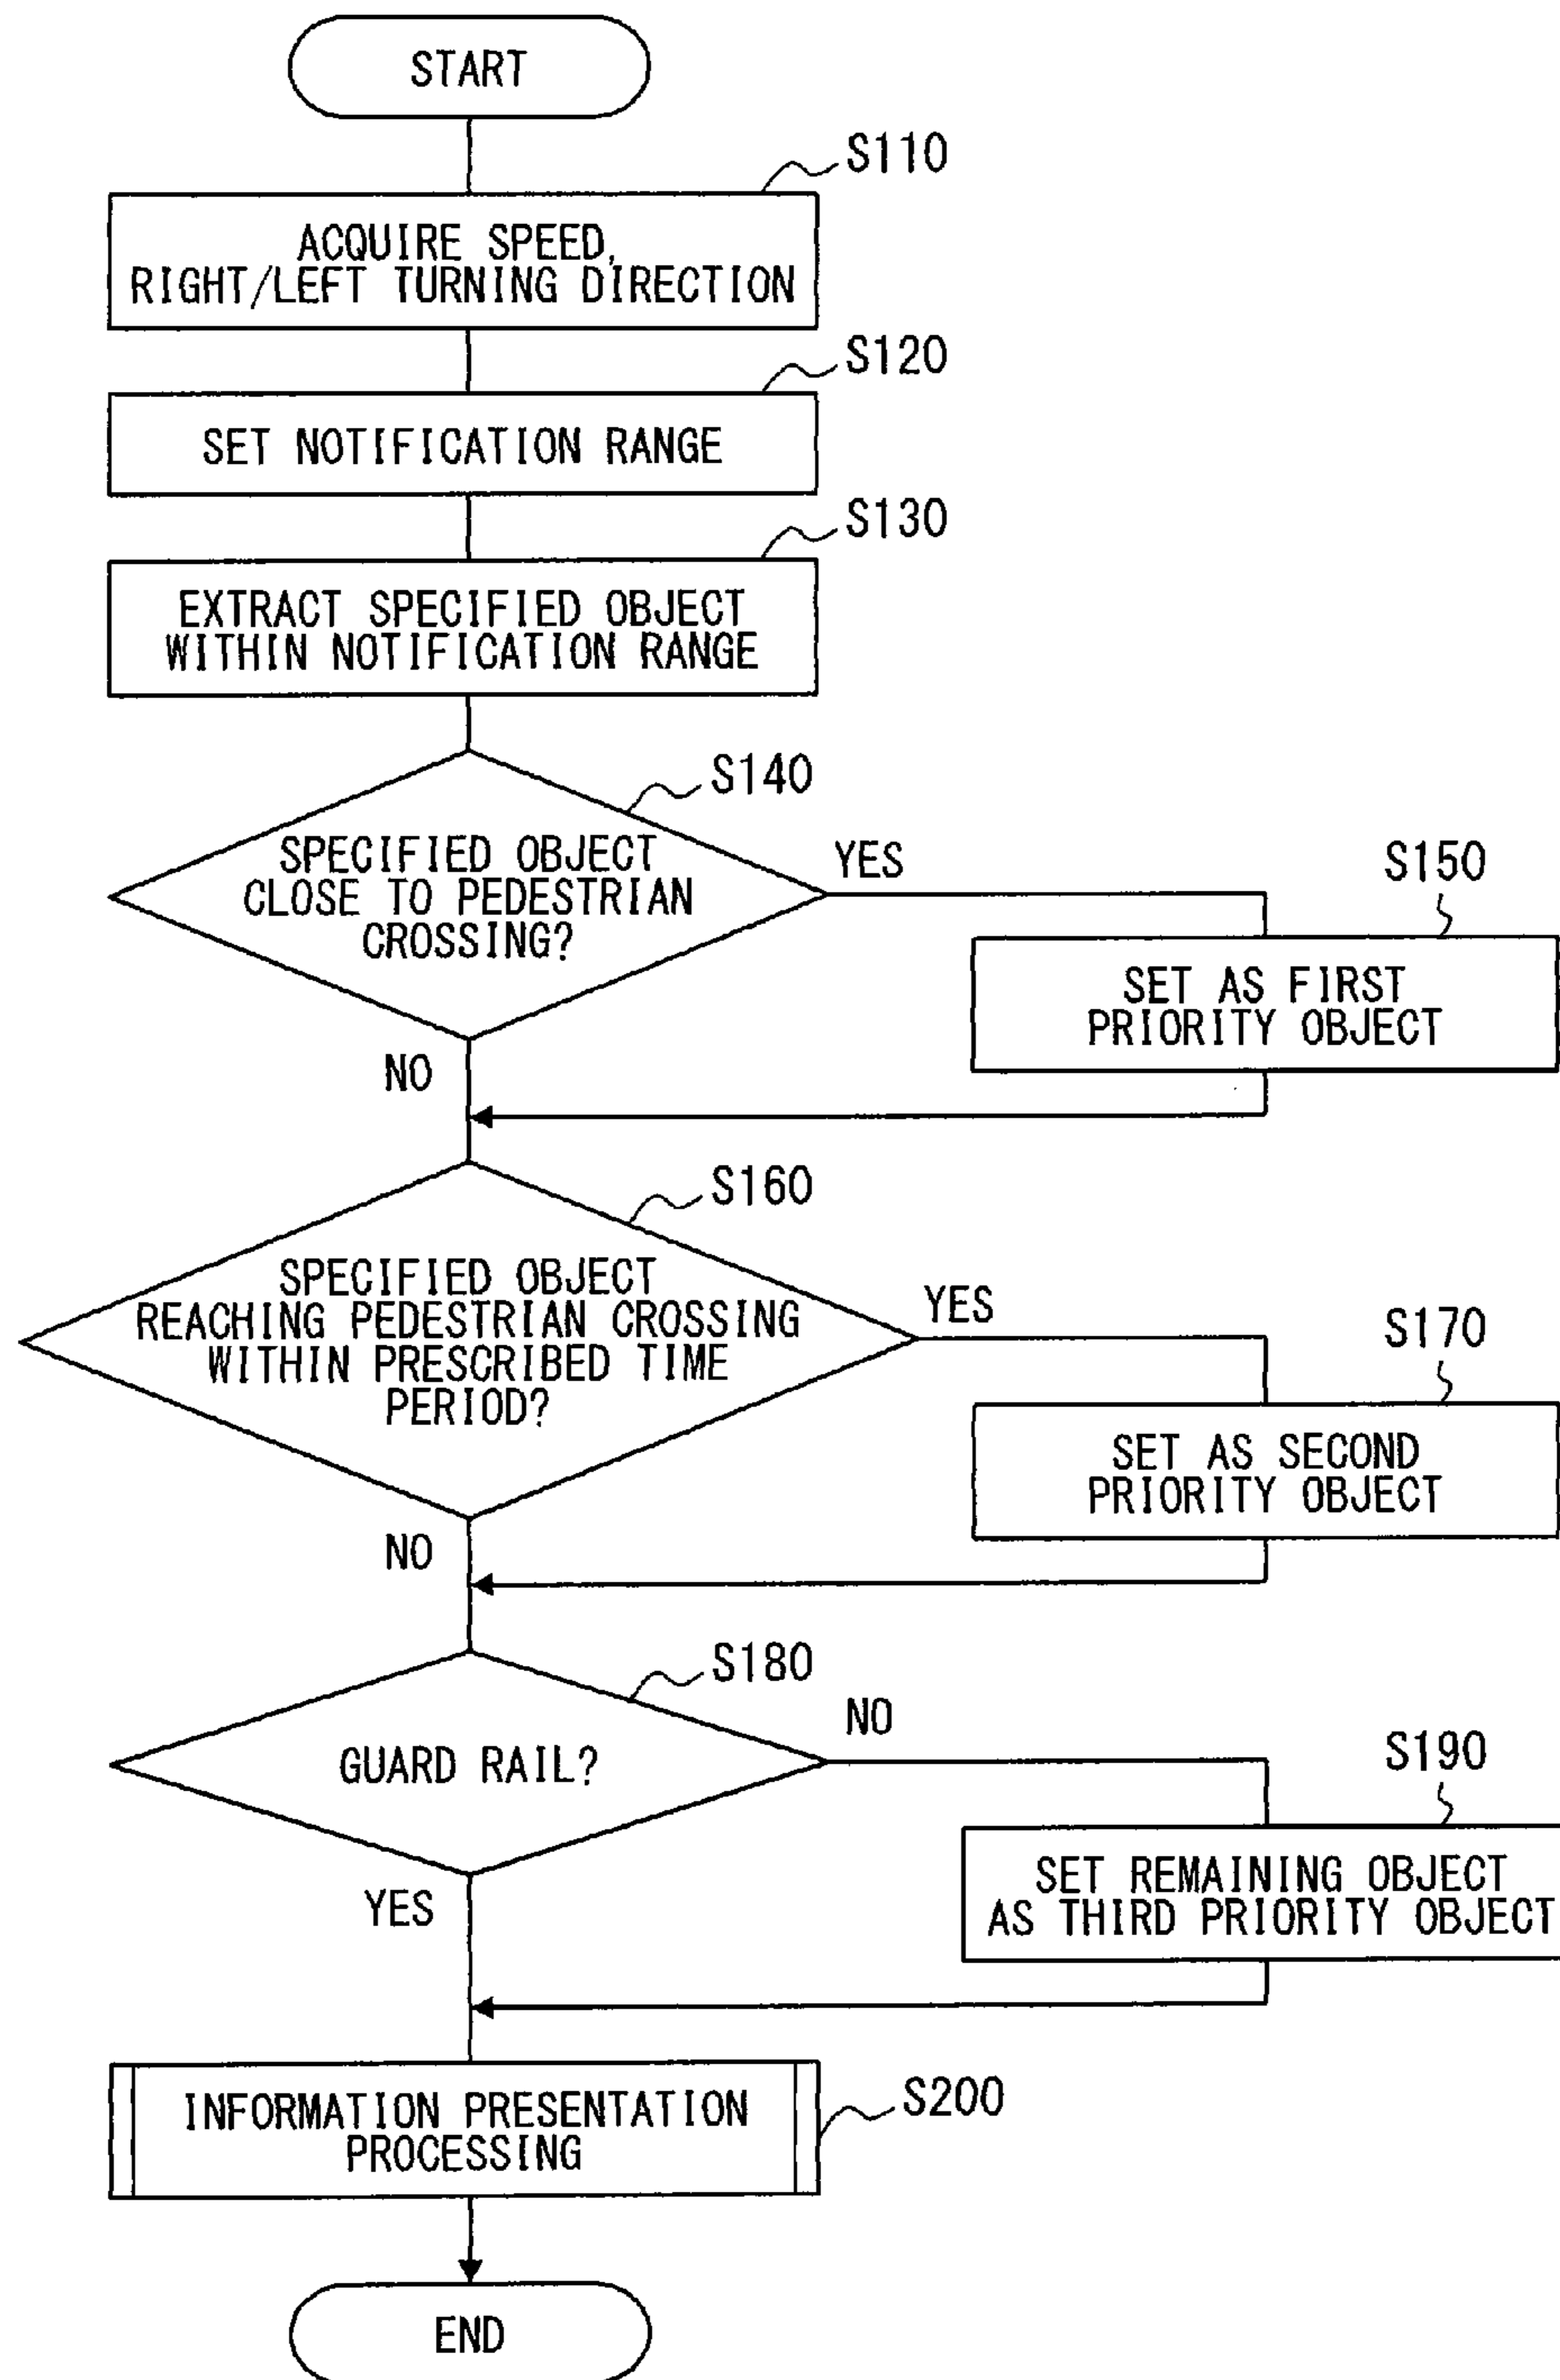 START
S110
ACQUIRE SPEED,
RIGHT/LEFT TURNING DIRECTION
S120
SET NOTIFICATION RANGE
S130
EXTRACT SPECIFIED OBJECT
WITHIN NOTIFICATION RANGE
S140
SPECIFIED OBJECT
CLOSE TO PEDESTRIAN
CROSSING?
YES
S150
SET AS FIRST
PRIORITY OBJECT
NO
S160
SPECIFIED OBJECT
REACHING PEDESTRIAN CROSSING
WITHIN PRESCRIBED TIME
PERIOD?
YES
S170
SET AS SECOND
PRIORITY OBJECT
NO
S180
GUARD RAIL?
NO
S190
SET REMAINING OBJECT
AS THIRD PRIORITY OBJECT
YES
INFORMATION PRESENTATION
PROCESSING
S200
END